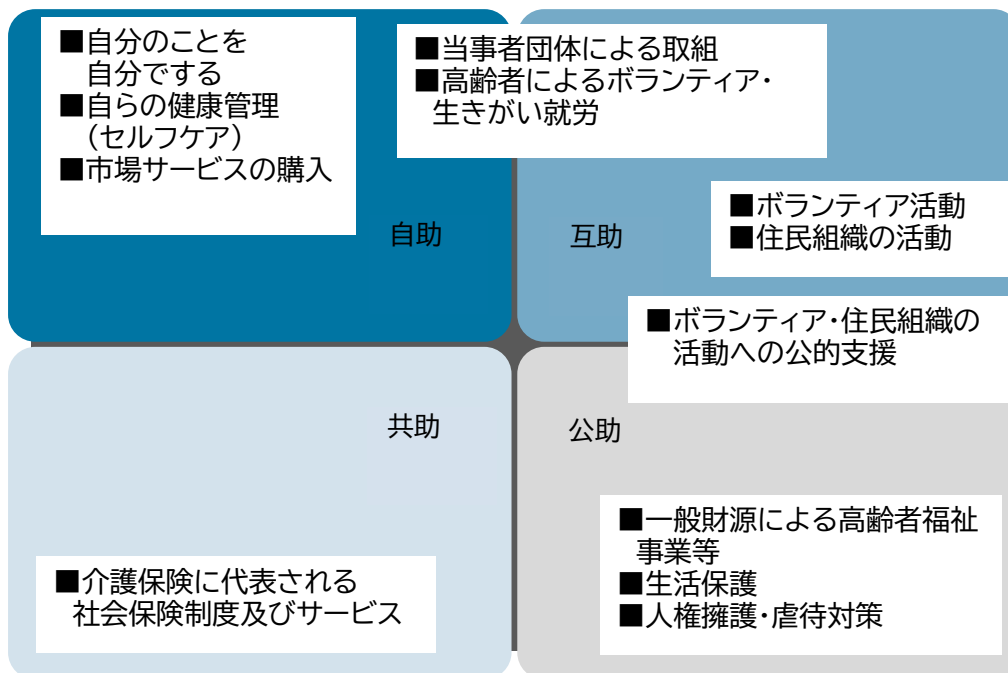 ■自分のことを
自分でする
■自らの健康管理
(セルフケア)
■市場サービスの購入
自助
■当事者団体による取組
■高齢者によるボランティア・
生きがい就労
互助
■ボランティア活動
■住民組織の活動
■ボランティア・住民組織の
活動への公的支援
共助
■介護保険に代表される
社会保険制度及びサービス
公助
■一般財源による高齢者福祉
事業等
■生活保護
■人権擁護・虐待対策